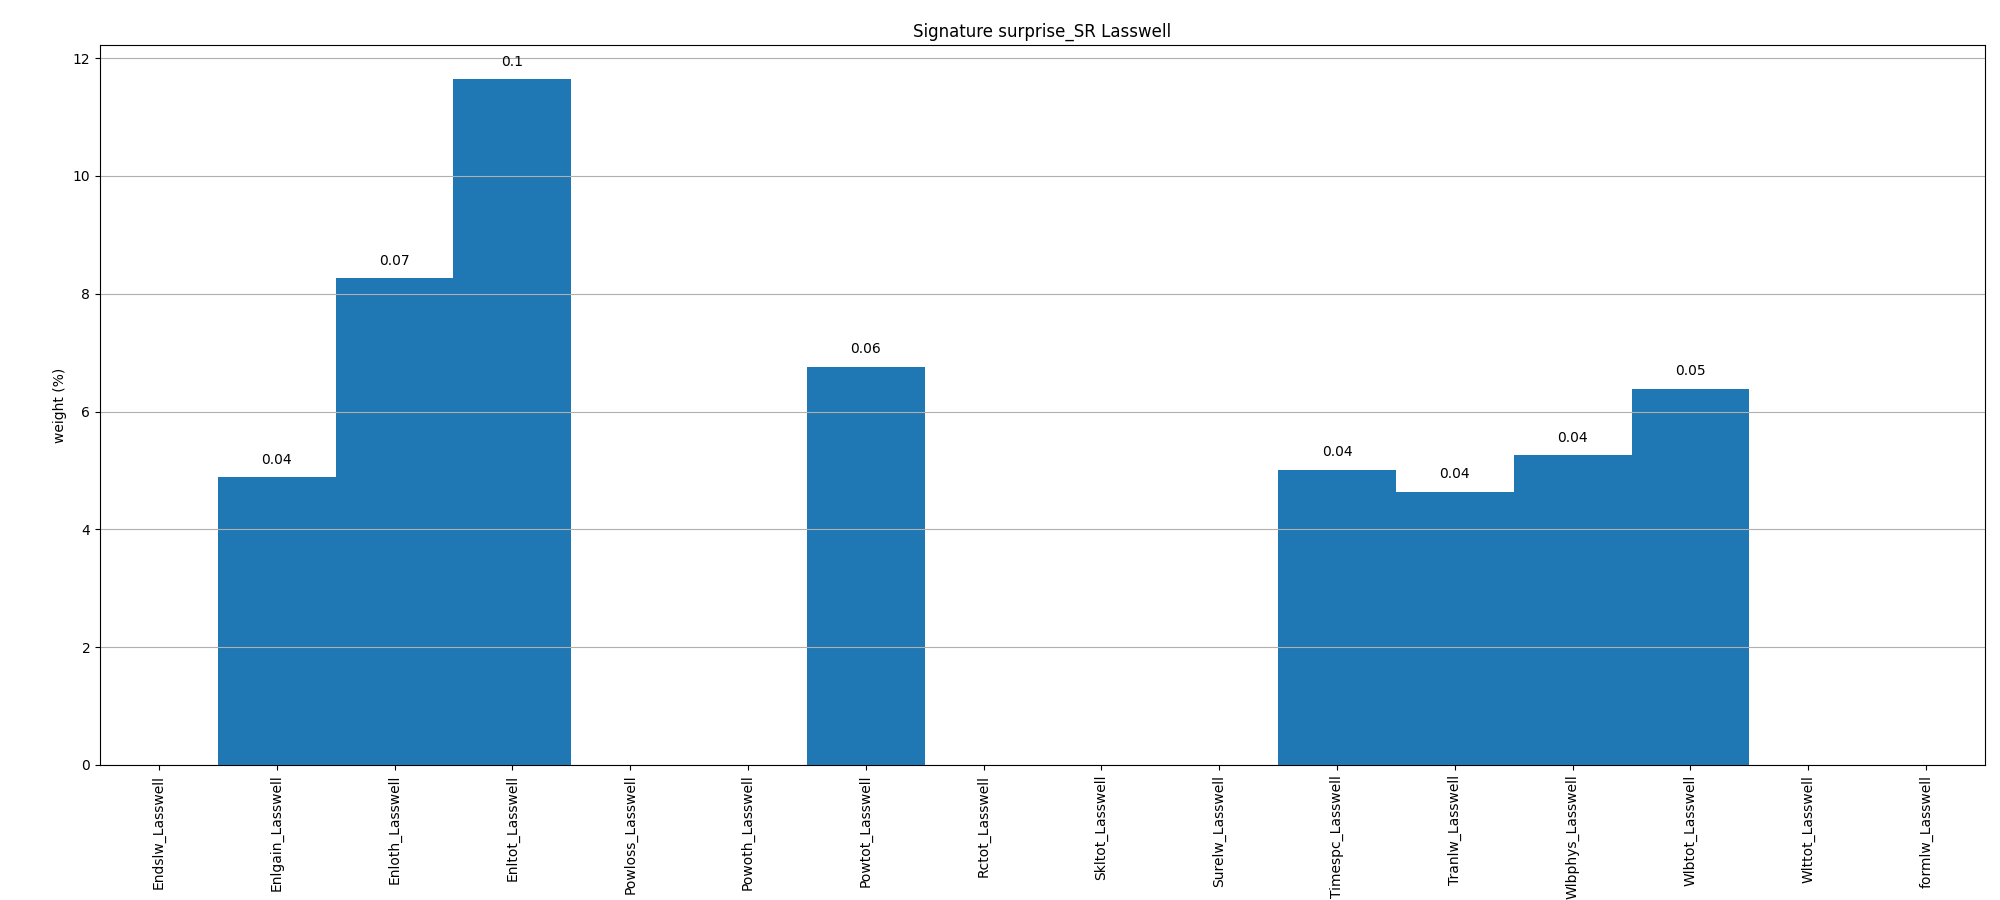 Signature surprise_SR Lasswell
weight (%)
12
10
8
6
4
2
0
0.04
0.07
0.1
0.06
0.04
0.04
0.04
0.05
Endslw_Lasswell
Enlgain_Lasswell
Enloth_Lasswell
Enltot_Lasswell
Powloss_Lasswell
Powoth_Lasswell
Powtot_Lasswell
Rctot_Lasswell
Skltot_Lasswell
Surelw_Lasswell
Timespc_Lasswell
Tranlw_Lasswell
Wlbphys_Lasswell
Wlbtot_Lasswell
Wlttot_Lasswell
formlw_Lasswell